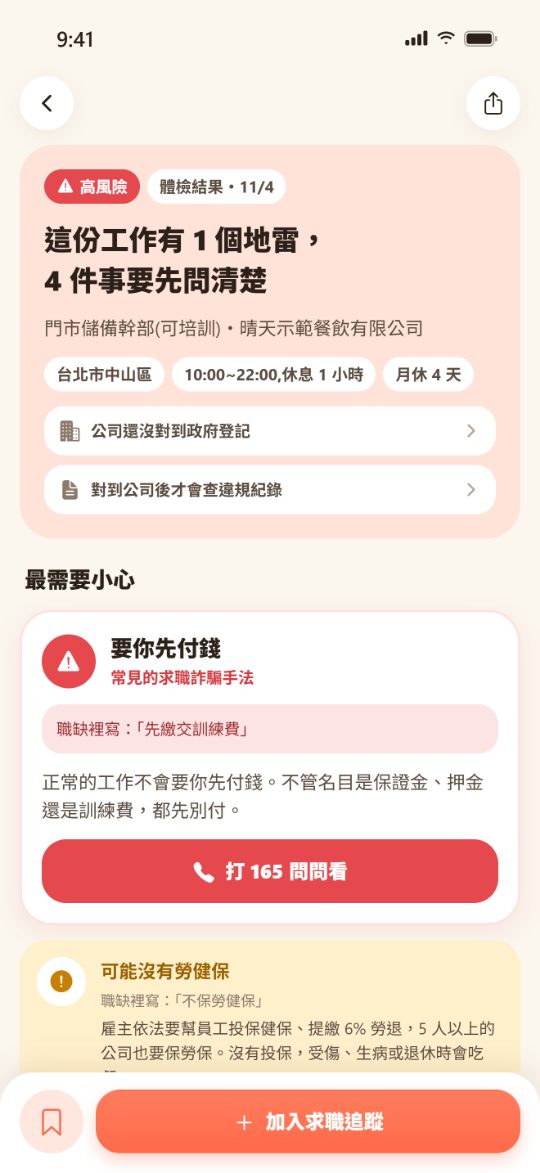 9:41
高風險
體檢結果・11/4
這份工作有 1 個地雷，
4 件事要先問清楚
門市儲備幹部(可培訓)・晴天示範餐飲有限公司
台北市中山區
10:00~22:00,休息 1 小時
月休 4 天
公司還沒對到政府登記
對到公司後才會查違規紀錄
最需要小心
要你先付錢
常見的求職詐騙手法
職缺裡寫：「先繳交訓練費」
正常的工作不會要你先付錢。不管名目是保證金、押金
還是訓練費，都先別付。
打 165 問問看
可能沒有勞健保
職缺裡寫：「不保勞健保」
雇主依法要幫員工投保健保、提繳 6% 勞退，5 人以上的
公司也要保勞保。沒有投保，受傷、生病或退休時會吃
加入求職追蹤